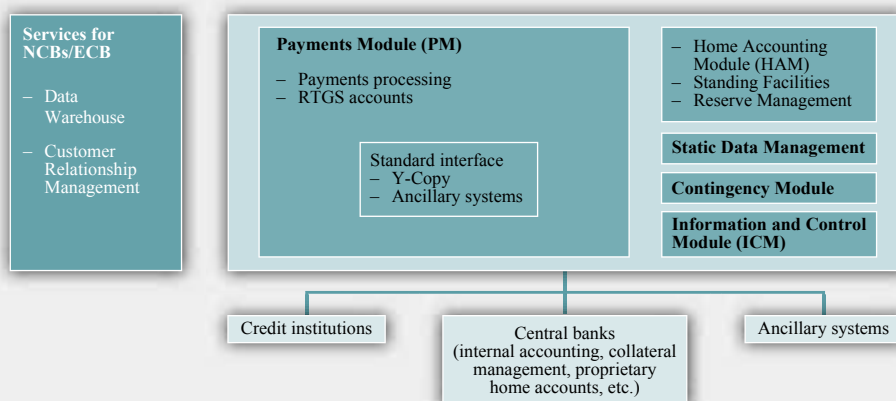 Services for
NCBs/ECB
– Data
Warehouse
– Customer
Relationship
Management
Payments Module (PM)
– Payments processing
– RTGS accounts
Standard interface
– Y-Copy
– Ancillary systems
– Home Accounting
Module (HAM)
– Standing Facilities
– Reserve Management
Static Data Management
Contingency Module
Information and Control
Module (ICM)
Credit institutions
Central banks
(internal accounting, collateral
management, proprietary
home accounts, etc.)
Ancillary systems